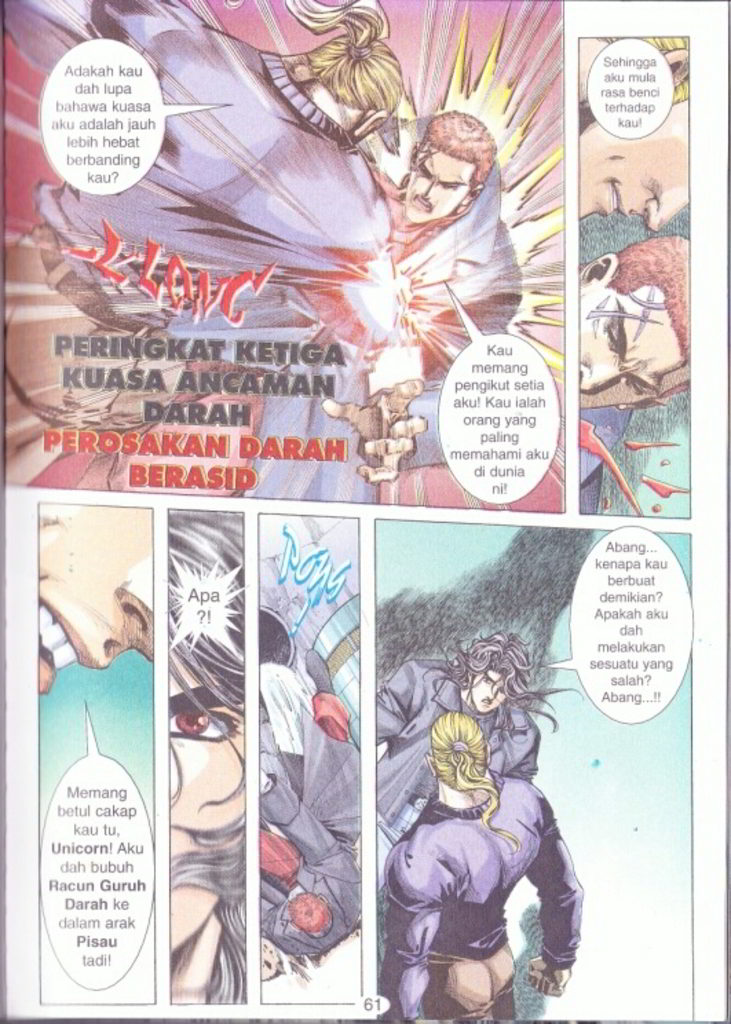 Adakah kau
dah lupa
bahawa kuasa
aku adalah jauh
lebih hebat
berbanding
kau?
KLANG
PERINGKAT KETIGA
KUASA ANCAMAN
DARAH
PEROSAKAN DARAH
BERASID
Kau
memang
pengikut setia
aku! Kau ialah
orang yang
paling
memahami aku
di dunia
ni!
Sehingga
aku mula
rasa benci
terhadap
kau!
Memang
betul cakap
kau tu,
Unicorn! Aku
dah bubuh
Racun Guruh
Darah ke
dalam arak
Pisau
tadi!
Apa
?!
PONG
Abang...
kenapa kau
berbuat
demikian?
Apakah aku
dah
melakukan
sesuatu yang
salah?
Abang...!!
61